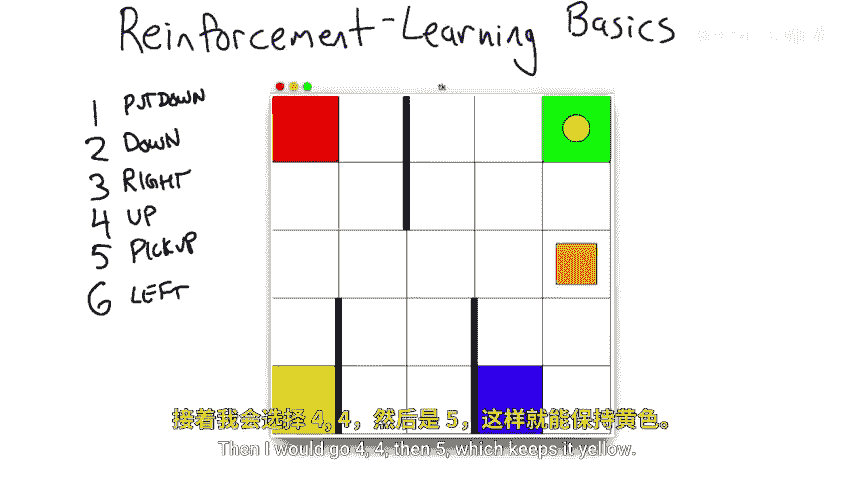 Reinforcement-Learning Basics
tk
1 PUTDOWN
2 DOWN
3 RIGHT
4 UP
5 PICKUP
6 LEFT
接着我会选择 4, 4，然后是 5，这样就能保持黄色。
Then I would go 4, 4, then 5, which keeps it yellow.